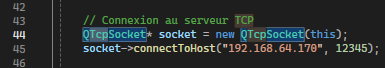 42
43 // Connexion au serveur TCP
44 QTcpSocket* socket = new QTcpSocket(this);
45 socket->connectToHost("192.168.64.170", 12345);